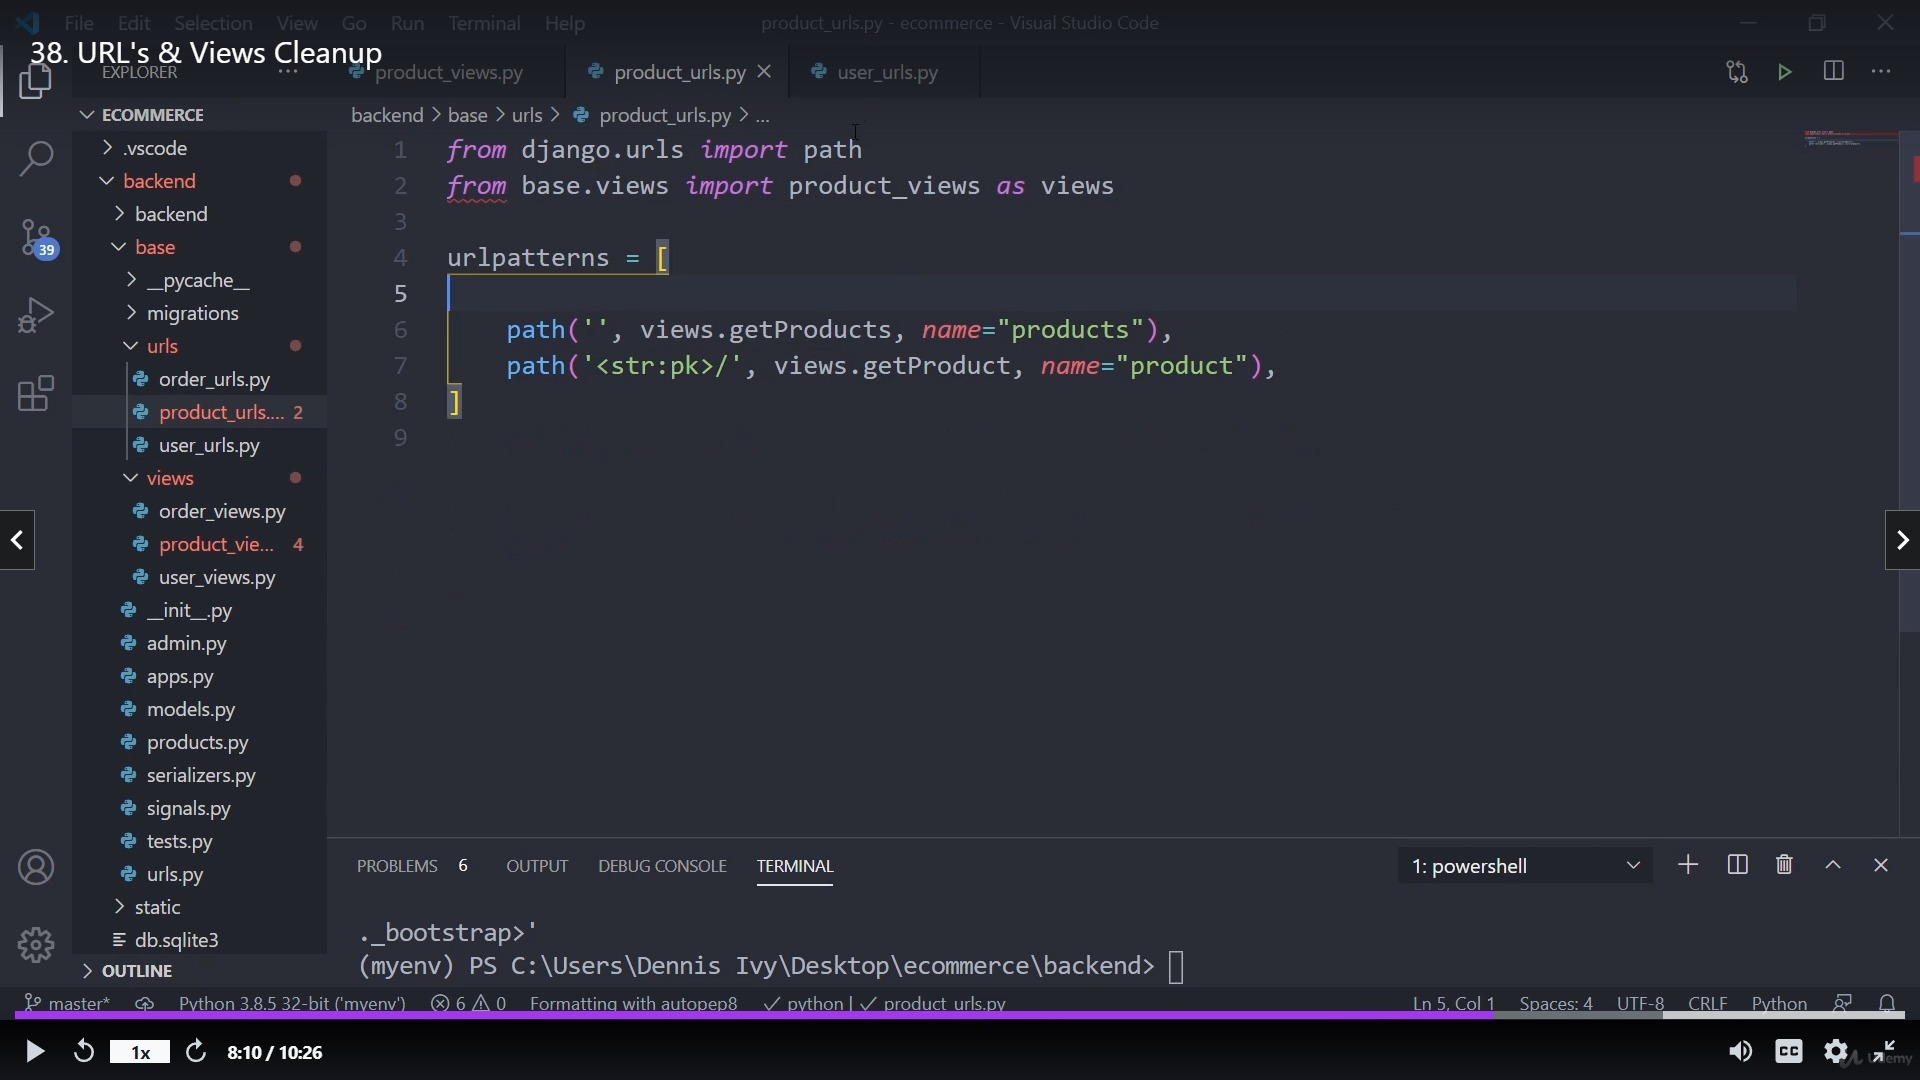 File Edit Selection View Go Run Terminal Help
product_urls.py - ecommerce - Visual Studio Code
38. URL's & Views Cleanup
EXPLORER
product_views.py
product_urls.py
user_urls.py
ECOMMERCE
backend > base > urls > product_urls.py > ...
.vscode
backend
backend
base
__pycache__
migrations
urls
order_urls.py
product_urls.... 2
user_urls.py
views
order_views.py
product_vie... 4
user_views.py
__init__.py
admin.py
apps.py
models.py
products.py
serializers.py
signals.py
tests.py
urls.py
static
db.sqlite3
OUTLINE
39
1 from django.urls import path
2 from base.views import product_views as views
3
4 urlpatterns = [
5
6 path('', views.getProducts, name="products"),
7 path('<str:pk>/', views.getProduct, name="product"),
8 ]
9
PROBLEMS 6 OUTPUT DEBUG CONSOLE TERMINAL
1: powershell
._bootstrap>'
(myenv) PS C:\Users\Dennis Ivy\Desktop\ecommerce\backend>
master* Python 3.8.5 32-bit ('myenv') 6 0 Formatting with autopep8 ✓ python | ✓ product_urls.py Ln 5, Col 1 Spaces: 4 UTF-8 CRLF Python
1x 8:10 / 10:26
CC
Udemy